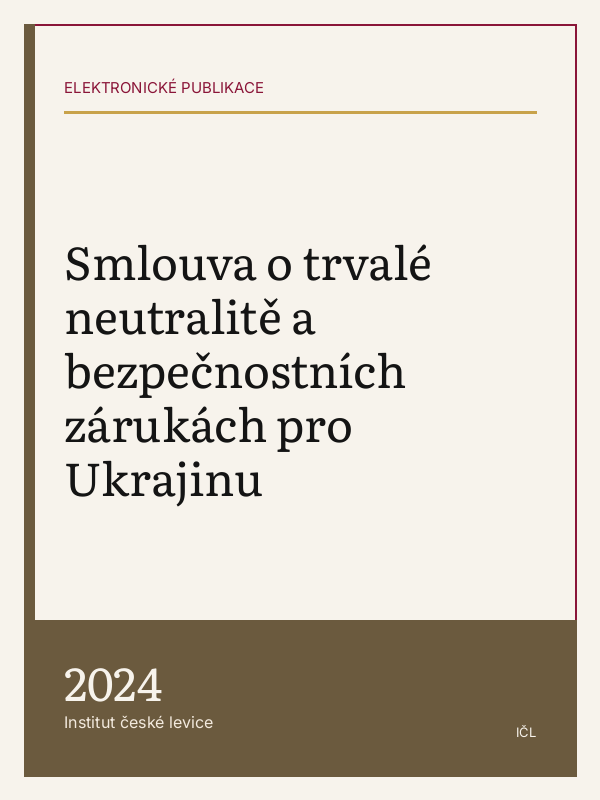 ELEKTRONICKÉ PUBLIKACE
Smlouva o trvalé
neutralitě a
bezpečnostních
zárukách pro
Ukrajinu
2024
Institut české levice
IČL